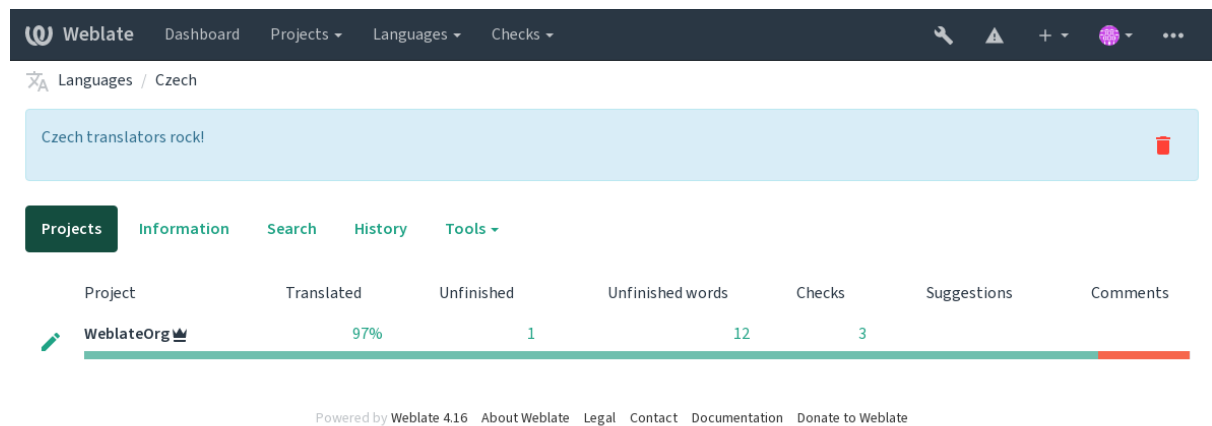 Weblate Dashboard Projects Languages Checks
Languages / Czech
Czech translators rock!
Projects Information Search History Tools
Project Translated Unfinished Unfinished words Checks Suggestions Comments
WeblateOrg 97% 1 12 3
Powered by Weblate 4.16 About Weblate Legal Contact Documentation Donate to Weblate